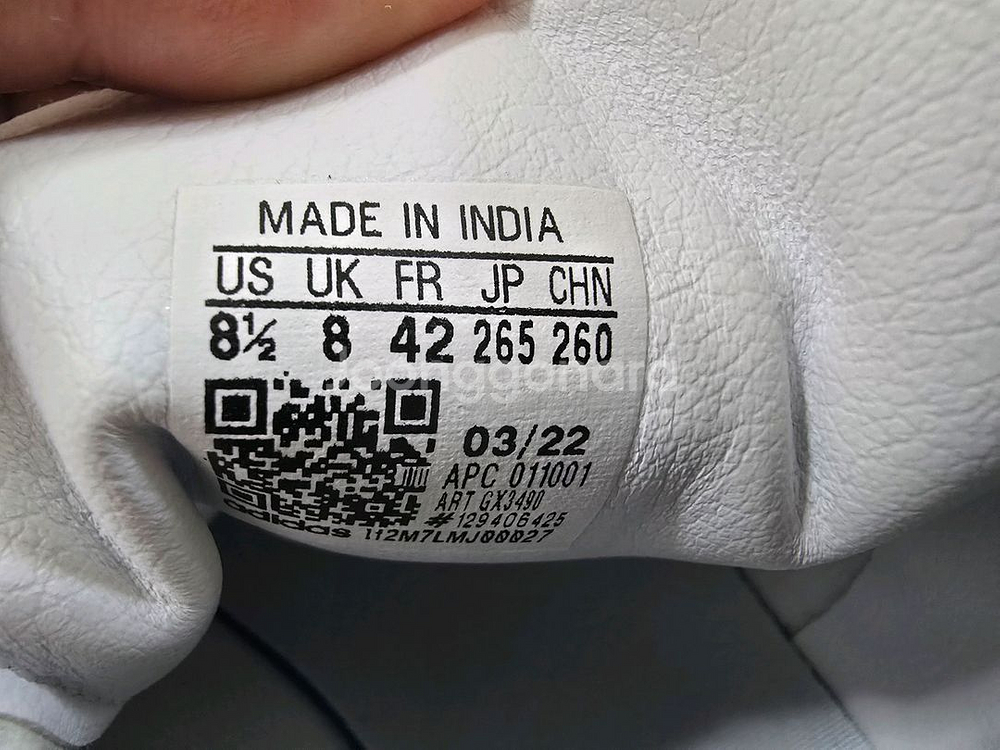 MADE IN INDIA
US UK FR JP CHN
8½ 8 42 265 260
03/22
APC 011001
ART GX3490
#129406425
adidas I12M7LMJ00027